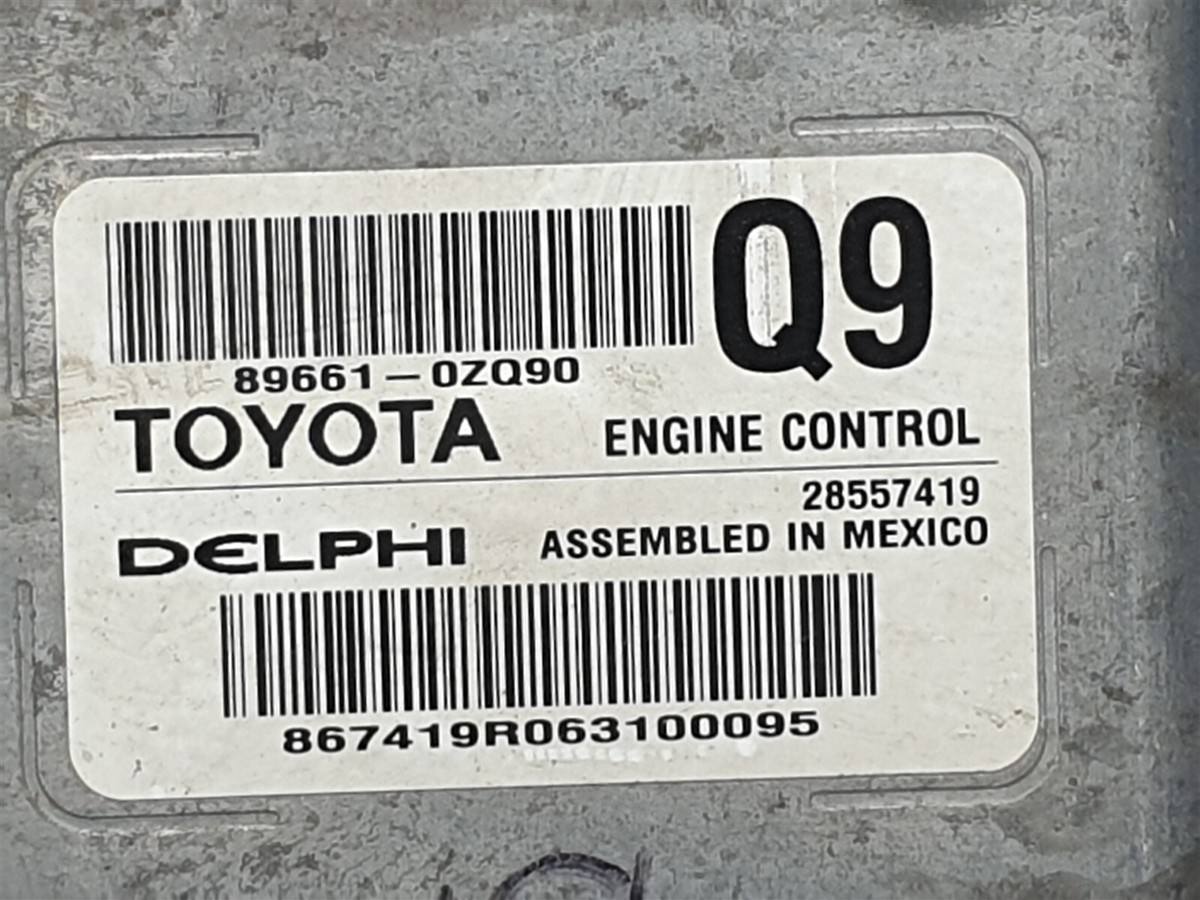 Q9
89661-0ZQ90
TOYOTA ENGINE CONTROL
28557419
DELPHI ASSEMBLED IN MEXICO
867419R063100095